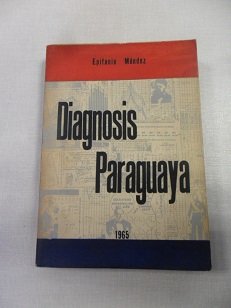 Epifanio Méndez
Diagnosis
Paraguaya
1965